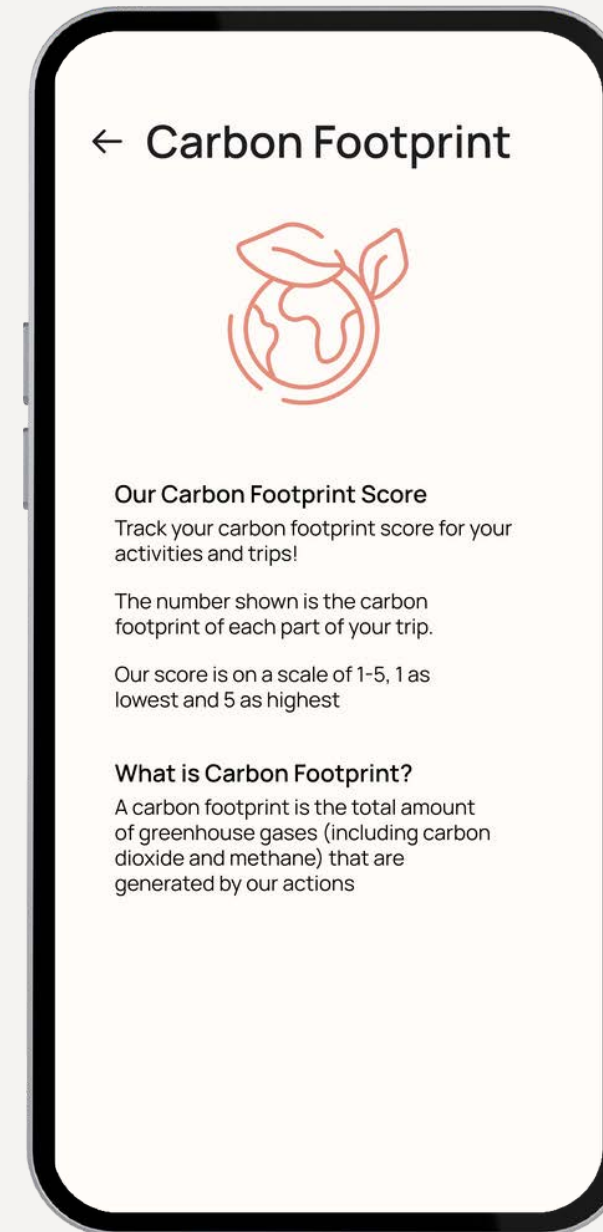 ← Carbon Footprint
Our Carbon Footprint Score
Track your carbon footprint score for your
activities and trips!
The number shown is the carbon
footprint of each part of your trip.
Our score is on a scale of 1-5, 1 as
lowest and 5 as highest
What is Carbon Footprint?
A carbon footprint is the total amount
of greenhouse gases (including carbon
dioxide and methane) that are
generated by our actions